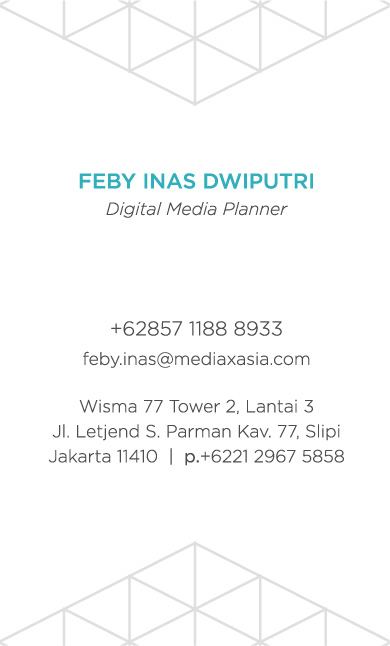 FEBY INAS DWIPUTRI
Digital Media Planner
+62857 1188 8933
feby.inas@mediaxasia.com
Wisma 77 Tower 2, Lantai 3
Jl. Letjend S. Parman Kav. 77, Slipi
Jakarta 11410 | p.+6221 2967 5858